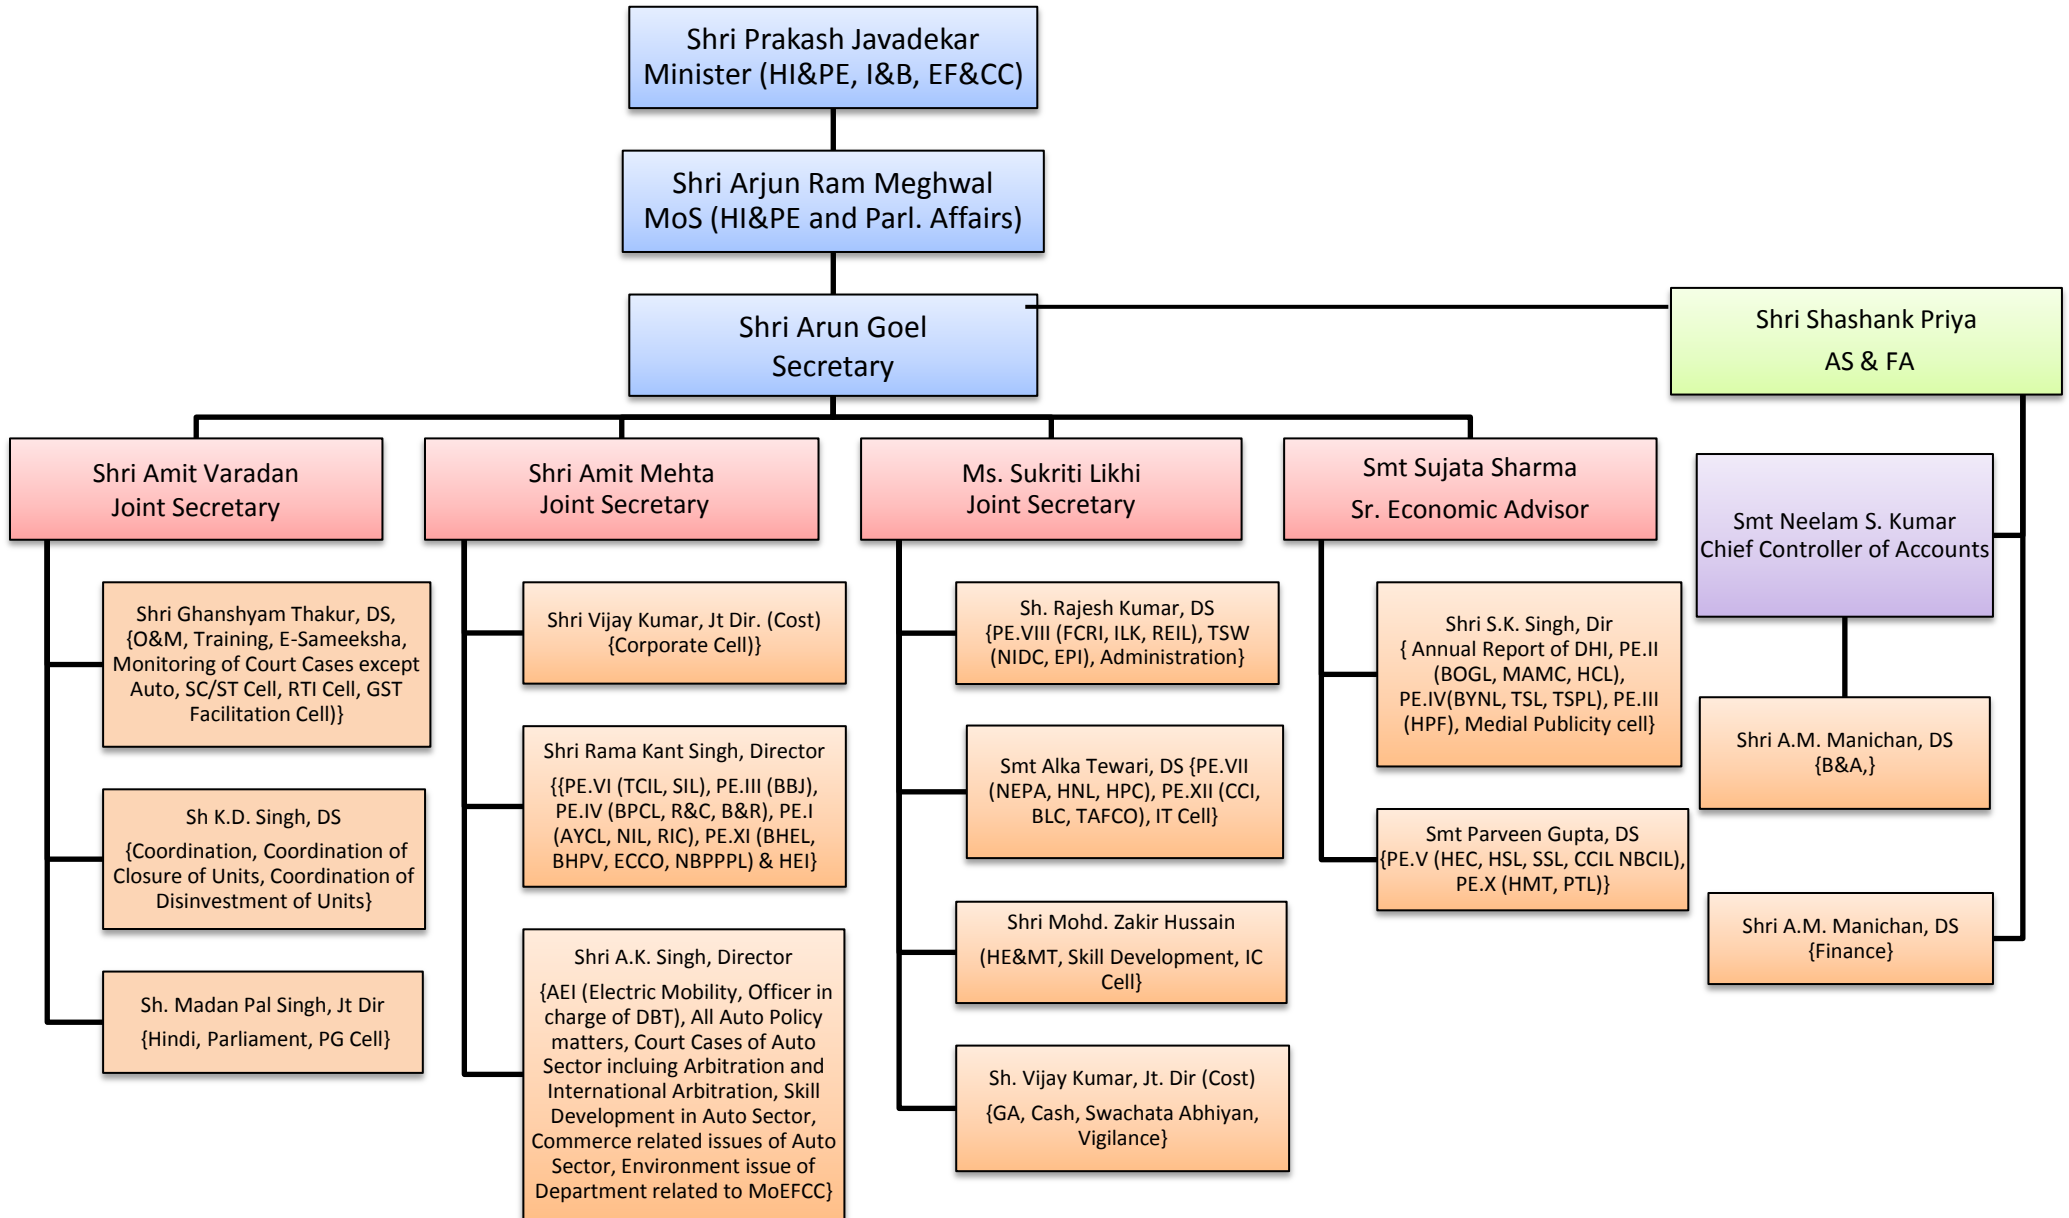 Shri Prakash Javadekar
Minister (HI&PE, I&B, EF&CC)
Shri Arjun Ram Meghwal
MoS (HI&PE and Parl. Affairs)
Shri Arun Goel
Secretary
Shri Shashank Priya
AS & FA
Shri Amit Varadan
Joint Secretary
Shri Amit Mehta
Joint Secretary
Ms. Sukriti Likhi
Joint Secretary
Smt Sujata Sharma
Sr. Economic Advisor
Smt Neelam S. Kumar
Chief Controller of Accounts
Shri Ghanshyam Thakur, DS,
{O&M, Training, E-Sameeksha,
Monitoring of Court Cases except
Auto, SC/ST Cell, RTI Cell, GST
Facilitation Cell)}
Sh K.D. Singh, DS
{Coordination, Coordination of
Closure of Units, Coordination of
Disinvestment of Units}
Sh. Madan Pal Singh, Jt Dir
{Hindi, Parliament, PG Cell}
Shri Vijay Kumar, Jt Dir. (Cost)
{Corporate Cell)}
Shri Rama Kant Singh, Director
{{PE.VI (TCIL, SIL), PE.III (BBJ),
PE.IV (BPCL, R&C, B&R), PE.I
(AYCL, NIL, RIC), PE.XI (BHEL,
BHPV, ECCO, NBPPPL) & HEI}
Shri A.K. Singh, Director
{AEI (Electric Mobility, Officer in
charge of DBT), All Auto Policy
matters, Court Cases of Auto
Sector incluing Arbitration and
International Arbitration, Skill
Development in Auto Sector,
Commerce related issues of Auto
Sector, Environment issue of
Department related to MoEFCC}
Sh. Rajesh Kumar, DS
{PE.VIII (FCRI, ILK, REIL), TSW
(NIDC, EPI), Administration}
Smt Alka Tewari, DS {PE.VII
(NEPA, HNL, HPC), PE.XII (CCI,
BLC, TAFCO), IT Cell}
Shri Mohd. Zakir Hussain
(HE&MT, Skill Development, IC
Cell}
Sh. Vijay Kumar, Jt. Dir (Cost)
{GA, Cash, Swachata Abhiyan,
Vigilance}
Shri S.K. Singh, Dir
{ Annual Report of DHI, PE.II
(BOGL, MAMC, HCL),
PE.IV(BYNL, TSL, TSPL), PE.III
(HPF), Medial Publicity cell}
Smt Parveen Gupta, DS
{PE.V (HEC, HSL, SSL, CCIL NBCIL),
PE.X (HMT, PTL)}
Shri A.M. Manichan, DS
{B&A,}
Shri A.M. Manichan, DS
{Finance}